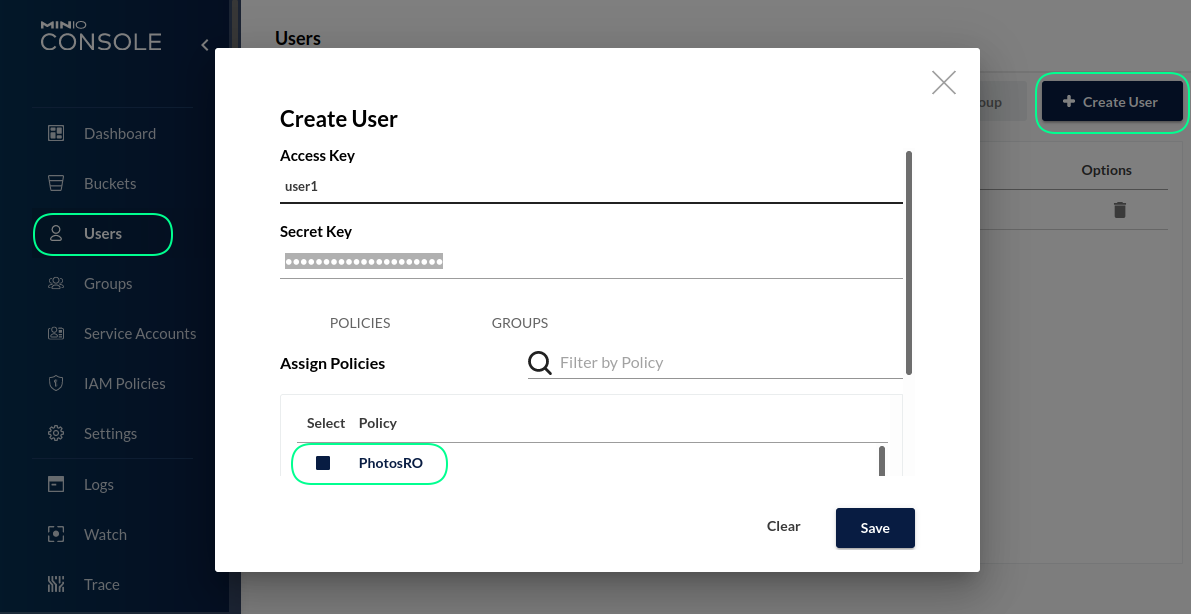 MINIO
CONSOLE
Dashboard
Buckets
Users
Groups
Service Accounts
IAM Policies
Settings
Logs
Watch
Trace
Users
Create User
Options
Create User
Access Key
user1
Secret Key
POLICIES GROUPS
Assign Policies Filter by Policy
Select Policy
PhotosRO
Clear Save